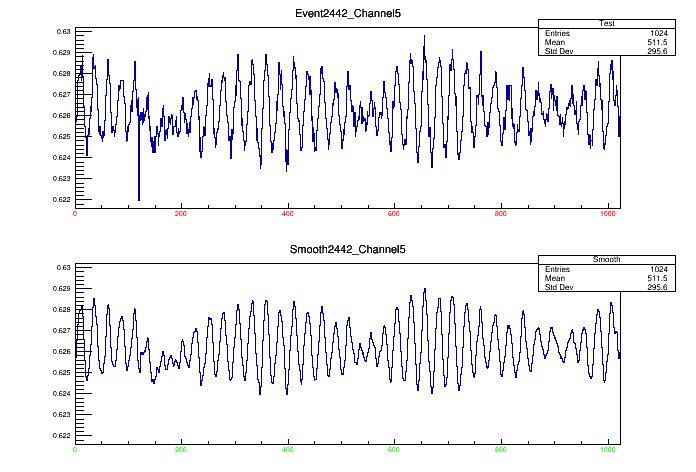 Event2442_Channel5
Test
Entries 1024
Mean 511.5
Std Dev 295.6
0.63
0.629
0.628
0.627
0.626
0.625
0.624
0.623
0.622
0 200 400 600 800 1000
Smooth2442_Channel5
Smooth
Entries 1024
Mean 511.5
Std Dev 295.6
0.63
0.629
0.628
0.627
0.626
0.625
0.624
0.623
0.622
0 200 400 600 800 1000